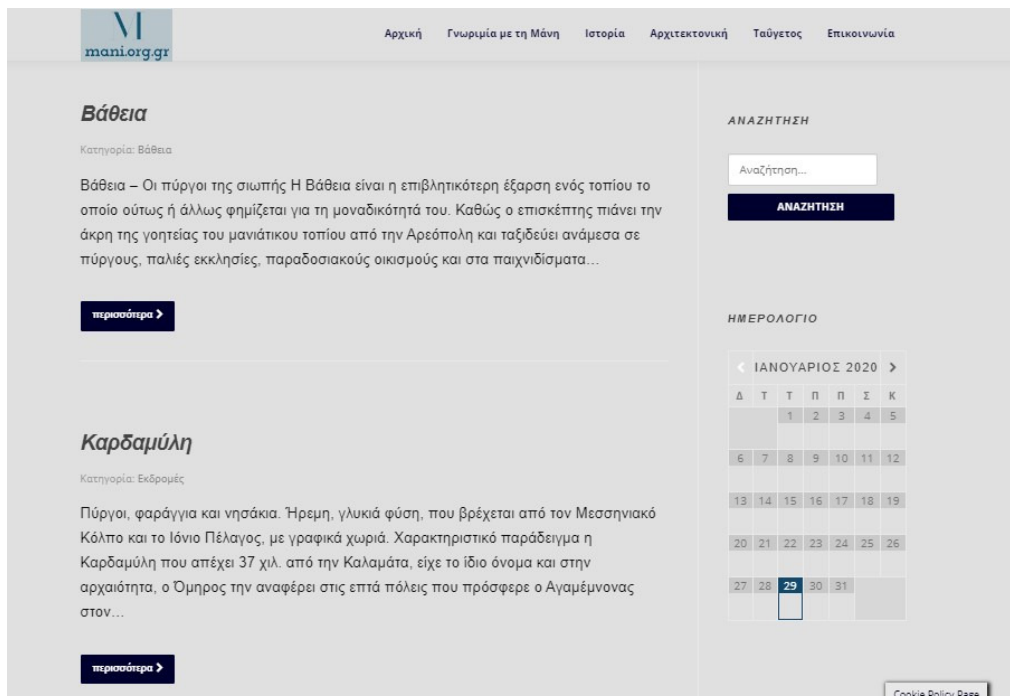 M
mani.org.gr
Αρχική Γνωριμία με τη Μάνη Ιστορία Αρχιτεκτονική Ταΰγετος Επικοινωνία
Βάθεια
Κατηγορία: Βάθεια
Βάθεια – Οι πύργοι της σιωπής Η Βάθεια είναι η επιβλητικότερη έξαρση ενός τοπίου το
οποίο ούτως ή άλλως φημίζεται για τη μοναδικότητά του. Καθώς ο επισκέπτης πιάνει την
άκρη της γοητείας του μανιάτικου τοπίου από την Αρεόπολη και ταξιδεύει ανάμεσα σε
πύργους, παλιές εκκλησίες, παραδοσιακούς οικισμούς και στα παιχνιδίσματα…
περισσότερα
Καρδαμύλη
Κατηγορία: Εκδρομές
Πύργοι, φαράγγια και νησάκια. Ήρεμη, γλυκιά φύση, που βρέχεται από τον Μεσσηνιακό
Κόλπο και το Ιόνιο Πέλαγος, με γραφικά χωριά. Χαρακτηριστικό παράδειγμα η
Καρδαμύλη που απέχει 37 χιλ. από την Καλαμάτα, είχε το ίδιο όνομα και στην
αρχαιότητα, ο Όμηρος την αναφέρει στις επτά πόλεις που πρόσφερε ο Αγαμέμνονας
στον…
περισσότερα
ΑΝΑΖΗΤΗΣΗ
Αναζήτηση...
ΑΝΑΖΗΤΗΣΗ
ΗΜΕΡΟΛΟΓΙΟ
ΙΑΝΟΥΑΡΙΟΣ 2020
Δ Τ Τ Π Π Σ Κ
1 2 3 4 5
6 7 8 9 10 11 12
13 14 15 16 17 18 19
20 21 22 23 24 25 26
27 28 29 30 31
Cookie Policy Page